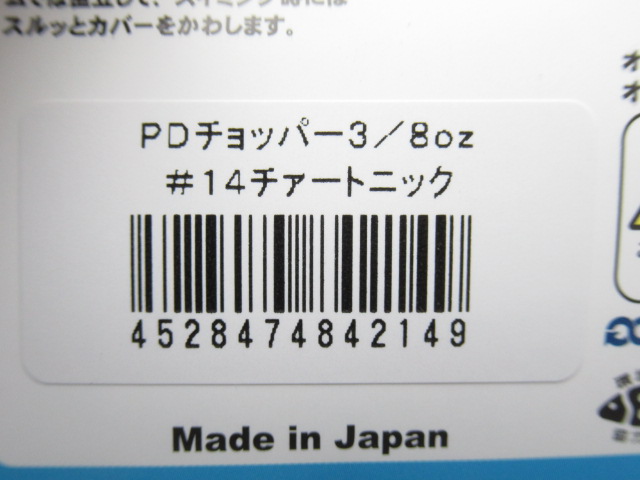 スルッとカバーをかわします。
PDチョッパー3／8oz
#14チァートニック
4528474842149
Made in Japan